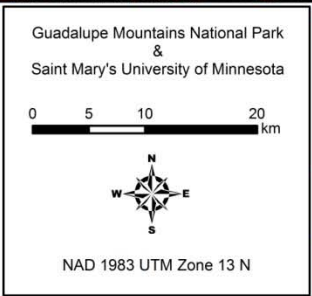 Guadalupe Mountains National Park
&
Saint Mary's University of Minnesota
0 5 10 20
km
N
W E
S
NAD 1983 UTM Zone 13 N